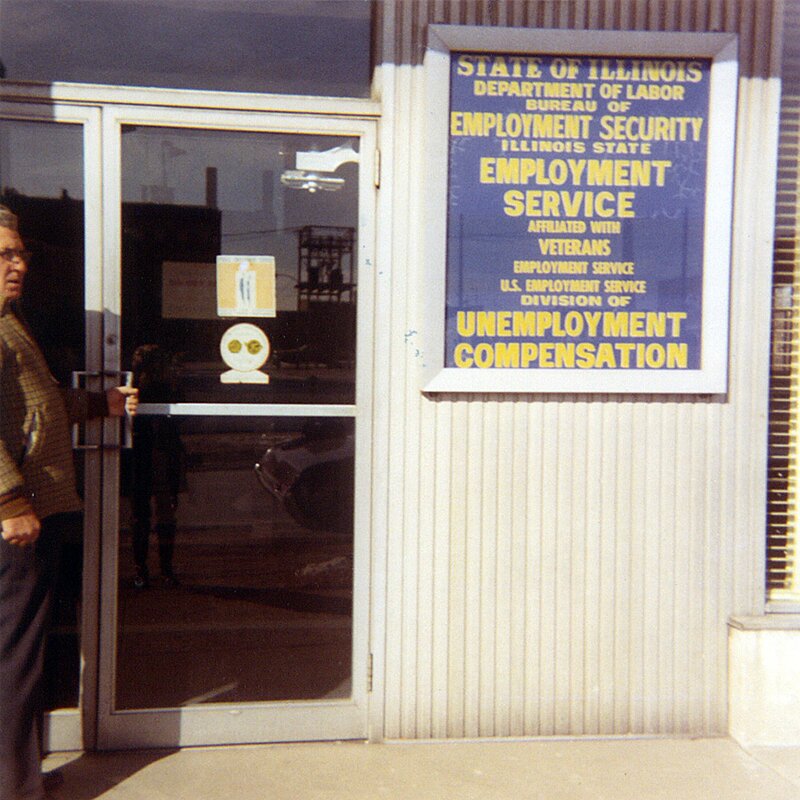 STATE OF ILLINOIS
DEPARTMENT OF LABOR
BUREAU OF
EMPLOYMENT SECURITY
ILLINOIS STATE
EMPLOYMENT
SERVICE
AFFILIATED WITH
VETERANS
EMPLOYMENT SERVICE
U.S. EMPLOYMENT SERVICE
DIVISION OF
UNEMPLOYMENT
COMPENSATION